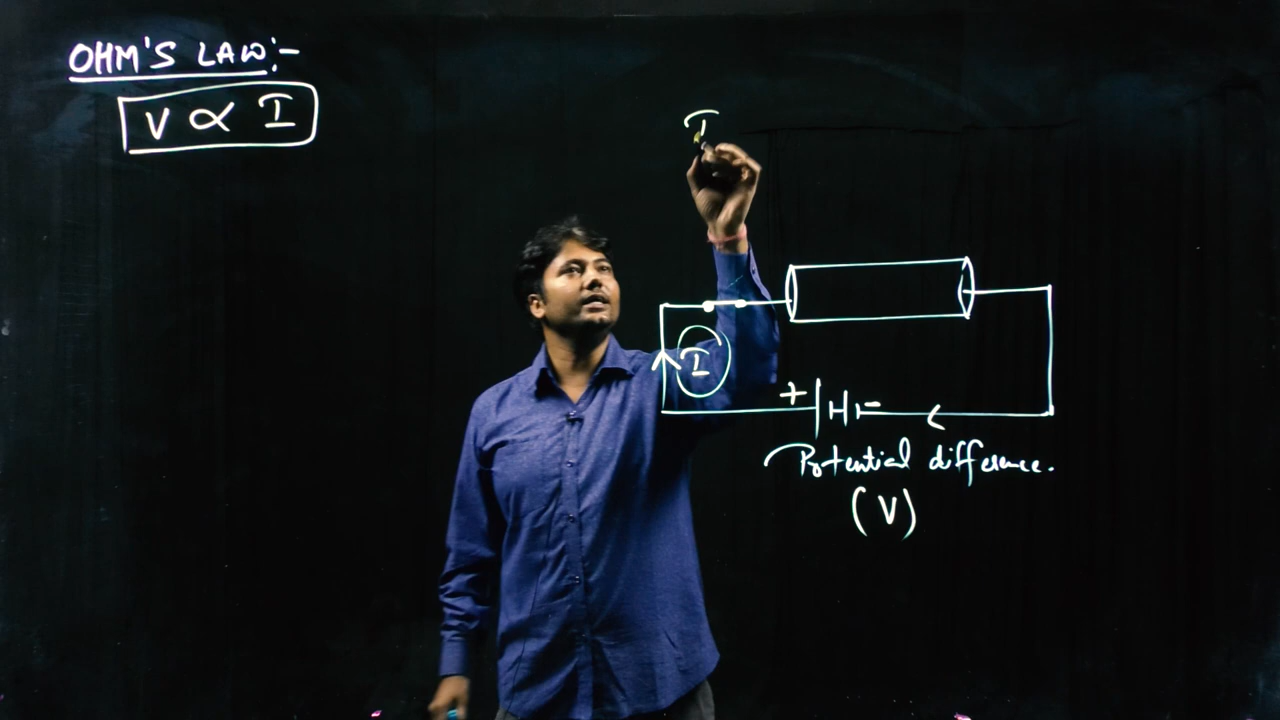 OHM'S LAW:-
V ∝ I
I
I
+ -
Potential difference.
(V)